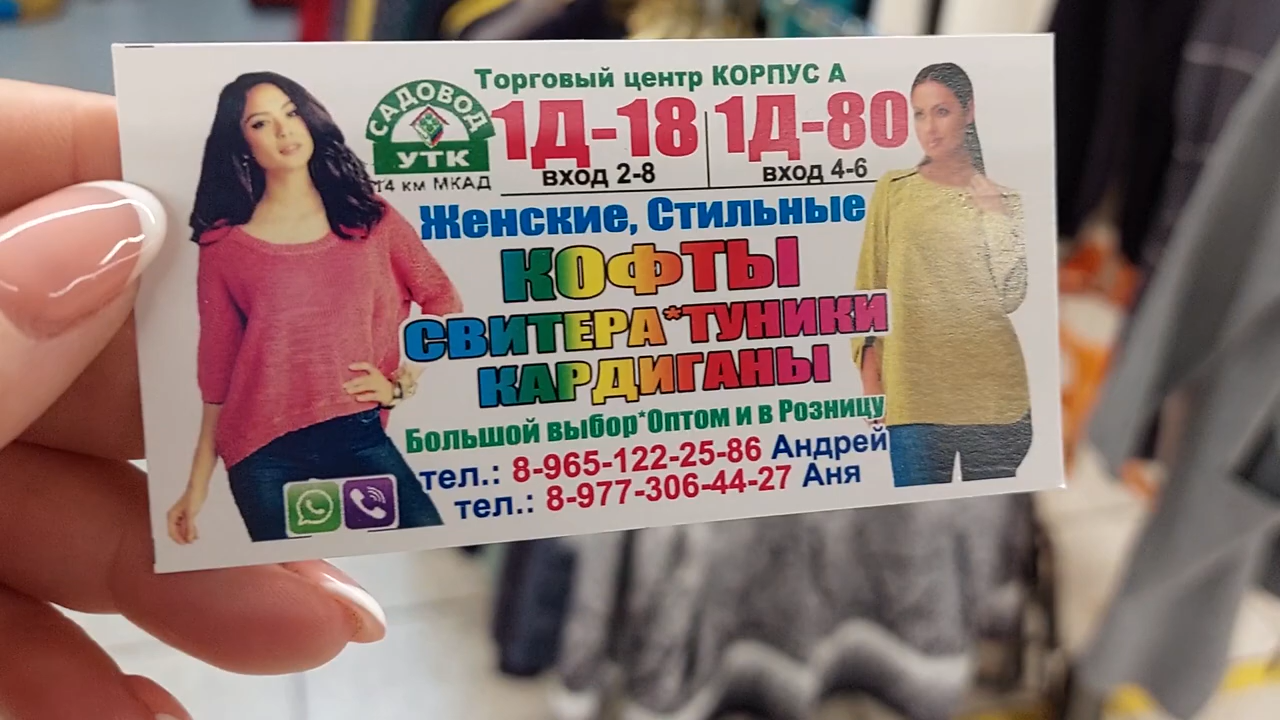 САДОВОД
УТК
14 км МКАД
Торговый центр КОРПУС А
1Д-18 1Д-80
вход 2-8 вход 4-6
Женские, Стильные
КОФТЫ
СВИТЕРА*ТУНИКИ
КАРДИГАНЫ
Большой выбор*Оптом и в Розницу
тел.: 8-965-122-25-86 Андрей
тел.: 8-977-306-44-27 Аня